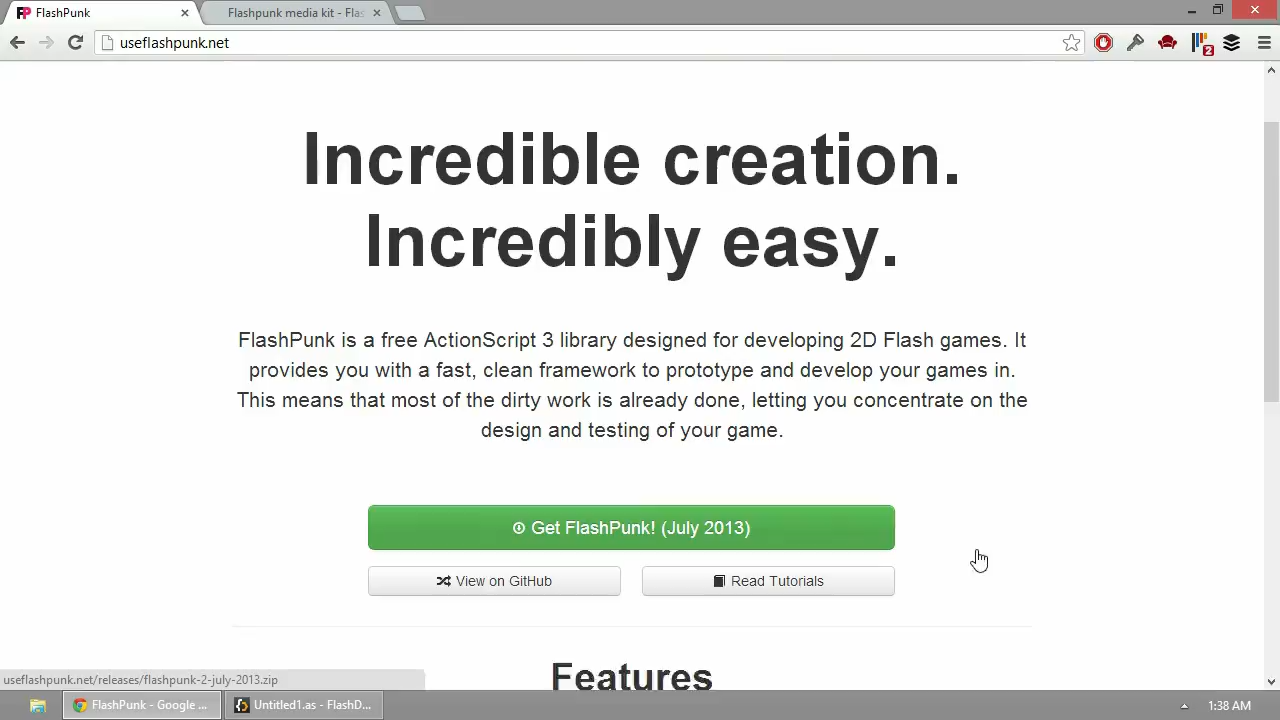 FlashPunk
Flashpunk media kit - Flas
useflashpunk.net
2
Incredible creation.
Incredibly easy.
FlashPunk is a free ActionScript 3 library designed for developing 2D Flash games. It
provides you with a fast, clean framework to prototype and develop your games in.
This means that most of the dirty work is already done, letting you concentrate on the
design and testing of your game.
Get FlashPunk! (July 2013)
View on GitHub
Read Tutorials
Features
useflashpunk.net/releases/flashpunk-2-july-2013.zip
FlashPunk - Google ...
Untitled1.as - FlashD...
1:38 AM